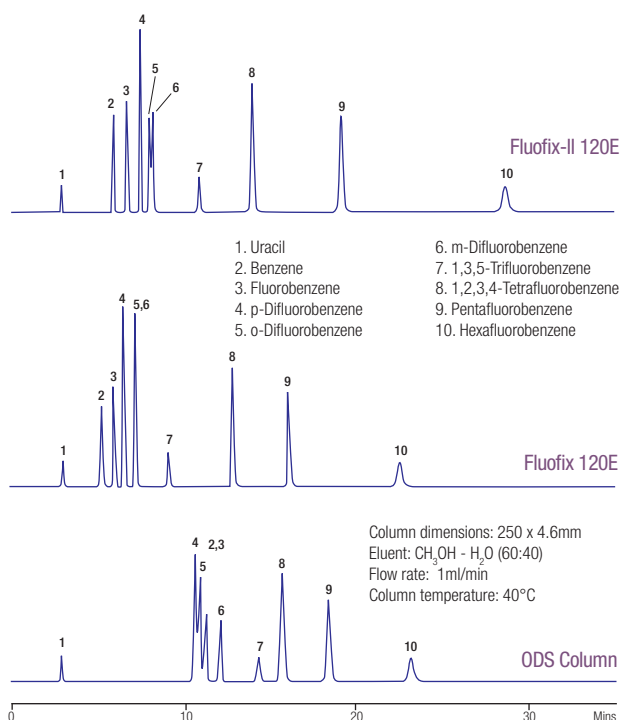 4
5
6
3
2
8
9
1
7
10
Fluofix-II 120E
1. Uracil
2. Benzene
3. Fluorobenzene
4. p-Difluorobenzene
5. o-Difluorobenzene
6. m-Difluorobenzene
7. 1,3,5-Trifluorobenzene
8. 1,2,3,4-Tetrafluorobenzene
9. Pentafluorobenzene
10. Hexafluorobenzene
4
5,6
3
2
8
9
1
7
10
Fluofix 120E
Column dimensions: 250 x 4.6mm
Eluent: CH3OH - H2O (60:40)
Flow rate: 1ml/min
Column temperature: 40°C
4
2,3
5
6
8
9
1
7
10
ODS Column
0 10 20 30 Mins